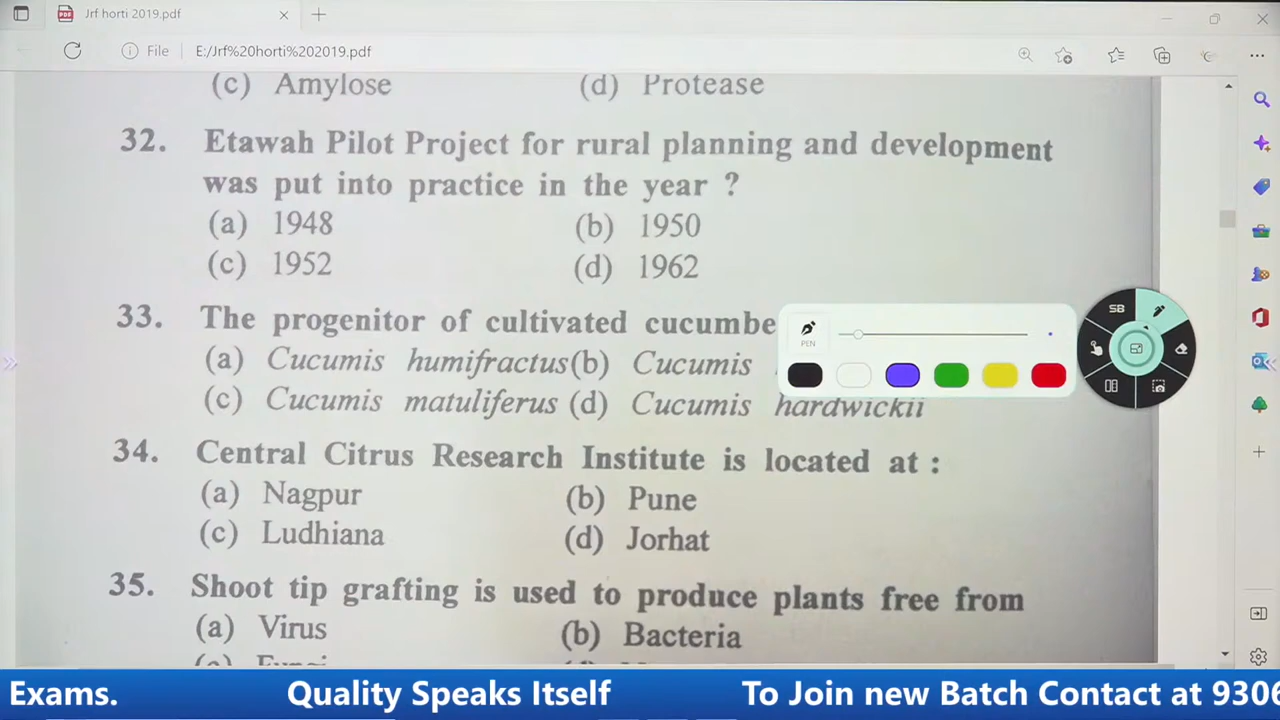 Jrf horti 2019.pdf
File E:/Jrf%20horti%202019.pdf
(c) Amylose (d) Protease
32. Etawah Pilot Project for rural planning and development
was put into practice in the year ?
(a) 1948 (b) 1950
(c) 1952 (d) 1962
33. The progenitor of cultivated cucumbe
(a) Cucumis humifractus (b) Cucumis
(c) Cucumis matuliferus (d) Cucumis hardwickii
PEN
SB
34. Central Citrus Research Institute is located at :
(a) Nagpur (b) Pune
(c) Ludhiana (d) Jorhat
35. Shoot tip grafting is used to produce plants free from
(a) Virus (b) Bacteria
Exams. Quality Speaks Itself To Join new Batch Contact at 9306